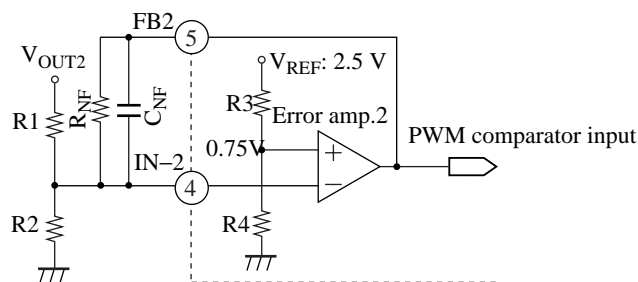 FB2
5
V_OUT2
V_REF: 2.5 V
R3
R1
R_NF
C_NF
Error amp.2
PWM comparator input
0.75V
+
IN−2
4
−
R2
R4